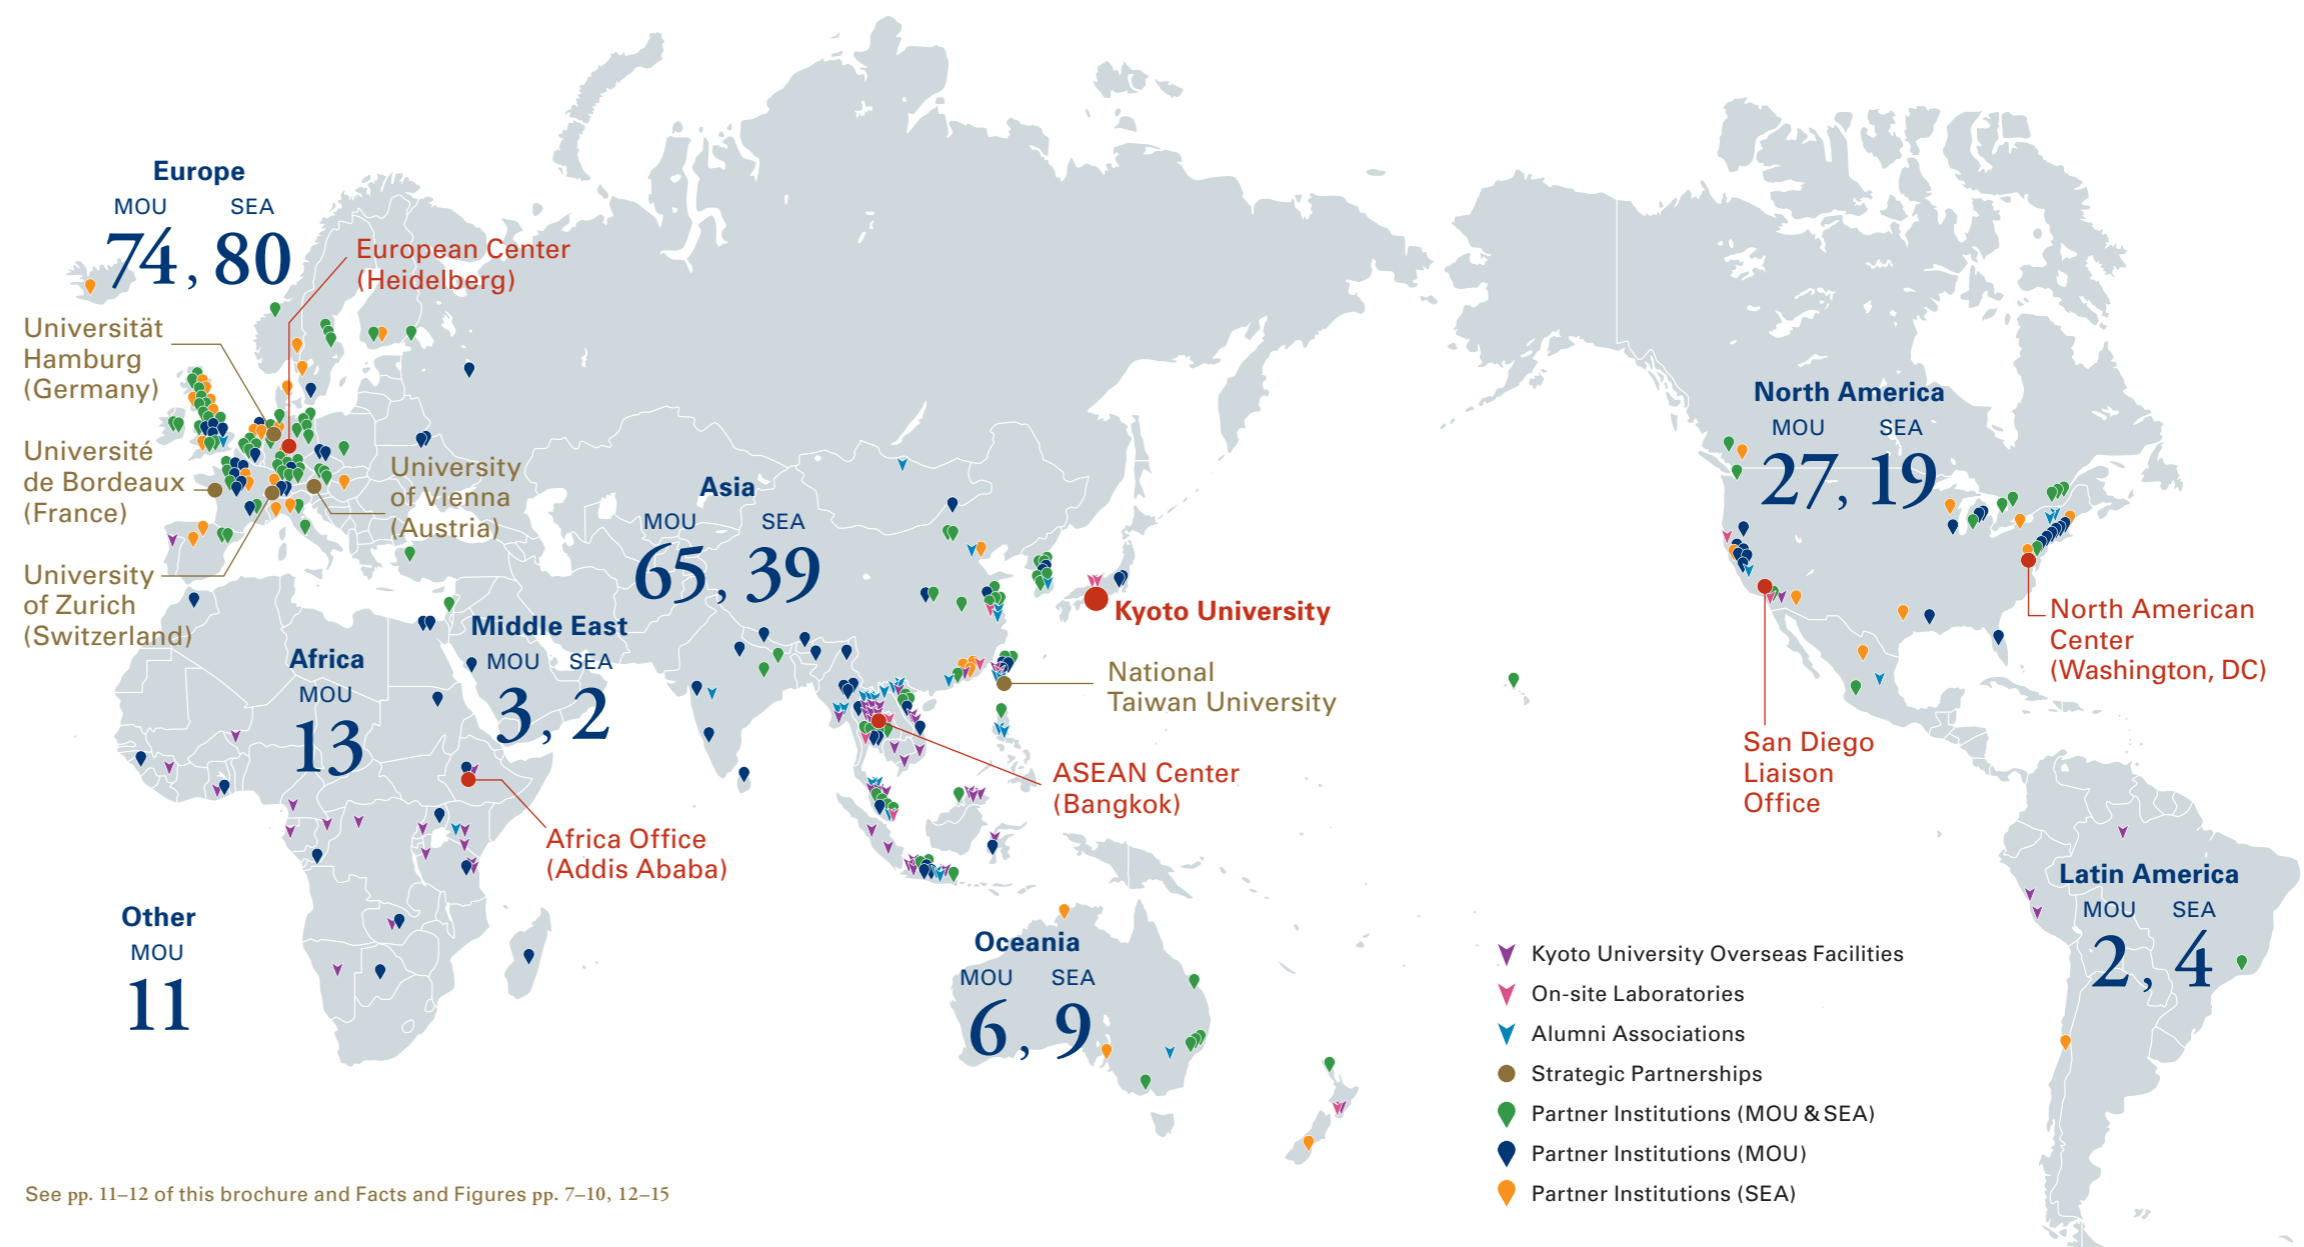 Europe
MOU SEA
74, 80
European Center
(Heidelberg)
Universität
Hamburg
(Germany)
Université
de Bordeaux
(France)
University
of Vienna
(Austria)
University
of Zurich
(Switzerland)
Asia
MOU SEA
65, 39
Kyoto University
National
Taiwan University
ASEAN Center
(Bangkok)
Middle East
MOU SEA
3, 2
Africa
MOU
13
Africa Office
(Addis Ababa)
Other
MOU
11
Oceania
MOU SEA
6, 9
North America
MOU SEA
27, 19
North American
Center
(Washington, DC)
San Diego
Liaison
Office
Latin America
MOU SEA
2, 4
Kyoto University Overseas Facilities
On-site Laboratories
Alumni Associations
Strategic Partnerships
Partner Institutions (MOU & SEA)
Partner Institutions (MOU)
Partner Institutions (SEA)
See pp. 11–12 of this brochure and Facts and Figures pp. 7–10, 12–15